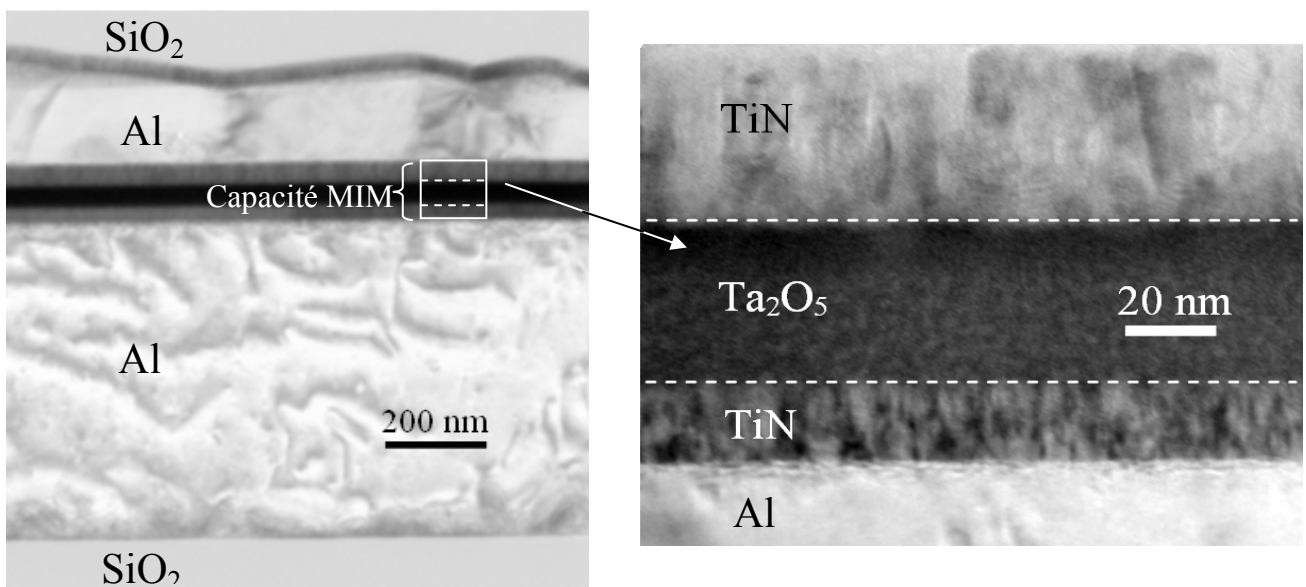 SiO₂
Al
Capacité MIM
Al
200 nm
SiO₂
TiN
Ta₂O₅
20 nm
TiN
Al